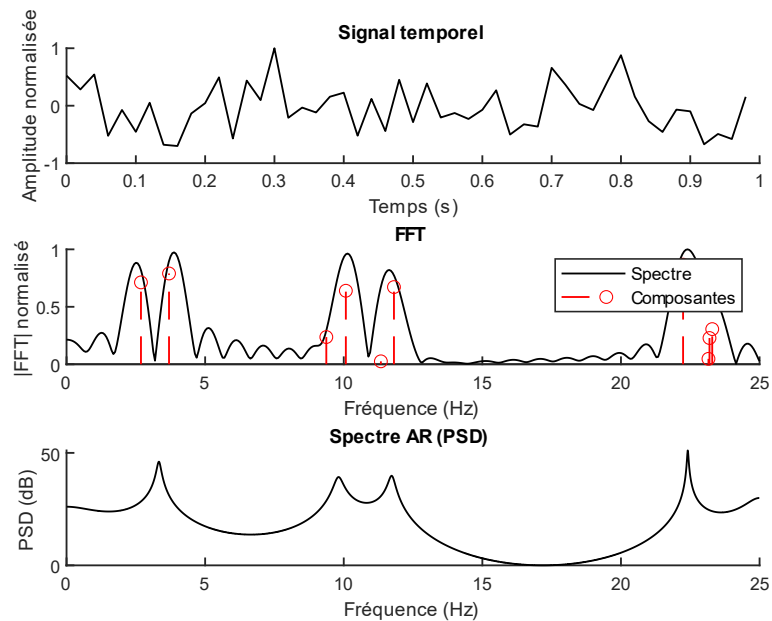 Signal temporel
Amplitude normalisée
1
0
-1
0 0.1 0.2 0.3 0.4 0.5 0.6 0.7 0.8 0.9 1
Temps (s)
FFT
|FFT| normalisé
1
0.5
0
Spectre
Composantes
0 5 10 15 20 25
Fréquence (Hz)
Spectre AR (PSD)
PSD (dB)
50
0
0 5 10 15 20 25
Fréquence (Hz)